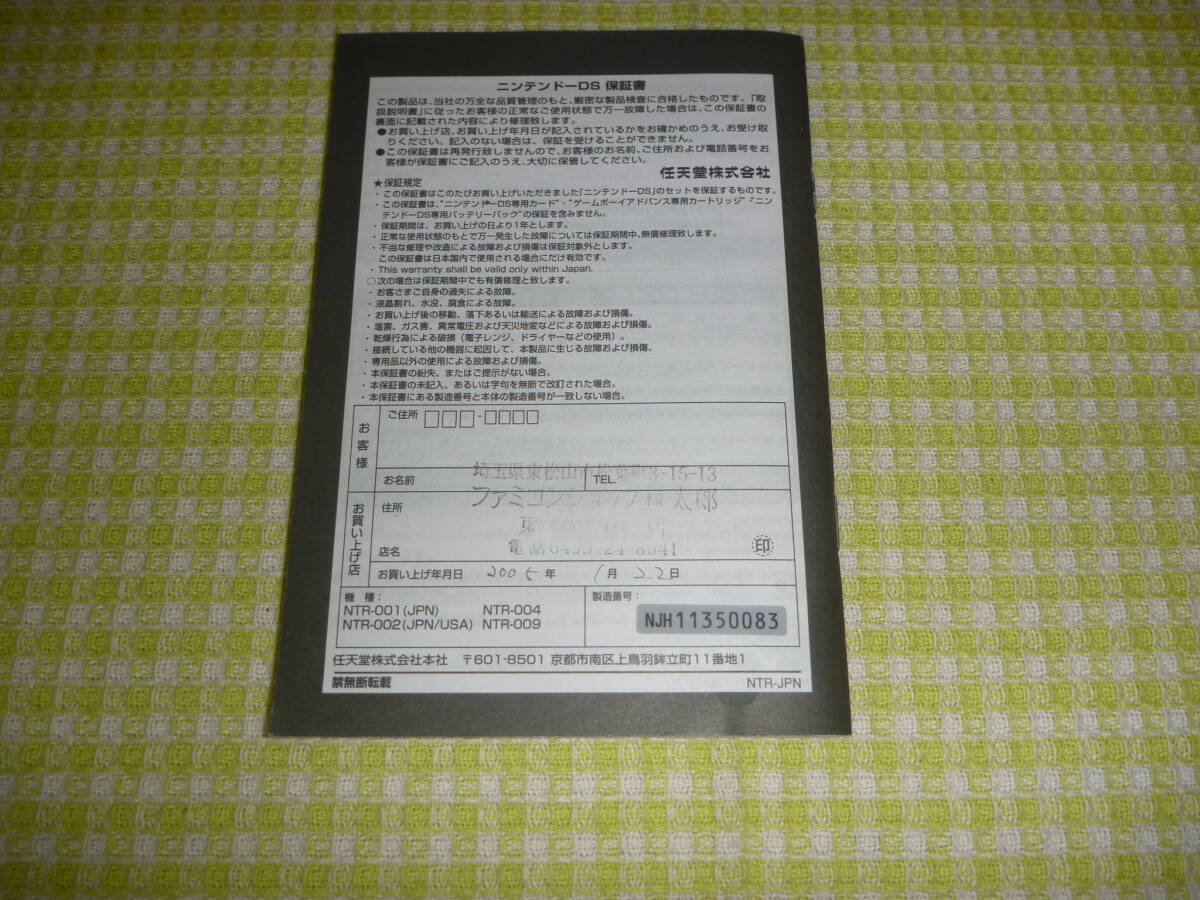 ニンテンドーDS 保証書
この製品は、当社の万全な品質管理のもと、厳密な製品検査に合格したものです。「取
扱説明書」に従ったお客様の正常なご使用状態で万一故障した場合は、この保証書の
裏面に記載された内容により修理致します。
●お買い上げ店、お買い上げ年月日が記入されているかをお確かめのうえ、お受け取
りください。記入のない場合は、保証を受けることができません。
●この保証書は再発行致しませんので、お客様のお名前、ご住所および電話番号をお
客様が保証書にご記入のうえ、大切に保管してください。
任天堂株式会社
★保証規定
・この保証書はこのたびお買い上げいただきました「ニンテンドーDS」のセットを保証するものです。
・この保証書は、“ニンテンドーDS専用カード”・“ゲームボーイアドバンス専用カートリッジ”・“ニン
テンドーDS専用バッテリーパック”の保証を含みません。
・保証期間は、お買い上げの日より1年とします。
・正常な使用状態のもとで万一発生した故障については保証期間中、無償修理致します。
・不当な修理や改造による故障および損傷は保証対象外とします。
この保証書は日本国内で使用される場合にだけ有効です。
・This warranty shall be valid only within Japan.
○次の場合は保証期間中でも有償修理と致します。
・お客さまご自身の過失による故障。
・液晶割れ、水没、腐食による故障。
・お買い上げ後の移動、落下あるいは輸送による故障および損傷。
・塩害、ガス害、異常電圧および天災地変などによる故障および損傷。
・乾燥行為による破損（電子レンジ、ドライヤーなどの使用）。
・接続している他の機器に起因して、本製品に生じる故障および損傷。
・専用品以外の使用による故障および損傷。
・本保証書の紛失、またはご提示がない場合。
・本保証書の未記入、あるいは字句を無断で改訂された場合。
・本保証書にある製造番号と本体の製造番号が一致しない場合。
お客様
ご住所 □□□-□□□□
お名前 TEL.
お買い上げ店
住所
埼玉県東松山市 3-15-13
ファミコンショップ 太郎
東 店
電話0493-24-8041
店名 印
お買い上げ年月日 2005年 1月 22日
機種：
NTR-001(JPN) NTR-004
NTR-002(JPN/USA) NTR-009
製造番号：
NJH11350083
任天堂株式会社本社 〒601-8501 京都市南区上鳥羽鉾立町11番地1
禁無断転載 NTR-JPN